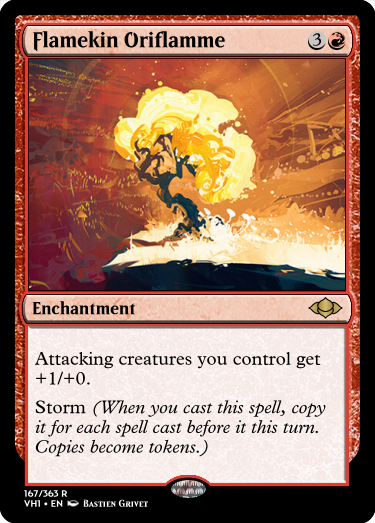 Flamekin Oriflamme 3
Enchantment
Attacking creatures you control get
+1/+0.
Storm (When you cast this spell, copy
it for each spell cast before it this turn.
Copies become tokens.)
167/363 R
VH1 • EN Bastien Grivet